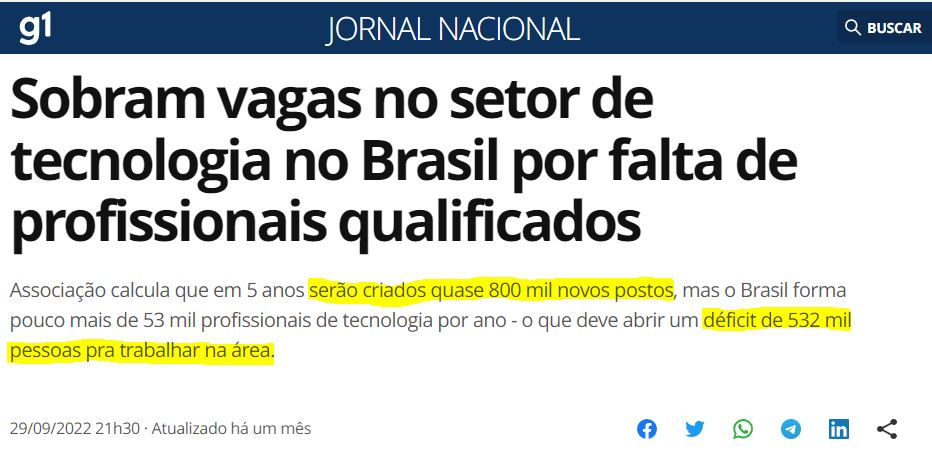 g1 JORNAL NACIONAL BUSCAR
Sobram vagas no setor de
tecnologia no Brasil por falta de
profissionais qualificados
Associação calcula que em 5 anos serão criados quase 800 mil novos postos, mas o Brasil forma
pouco mais de 53 mil profissionais de tecnologia por ano - o que deve abrir um déficit de 532 mil
pessoas pra trabalhar na área.
29/09/2022 21h30 · Atualizado há um mês